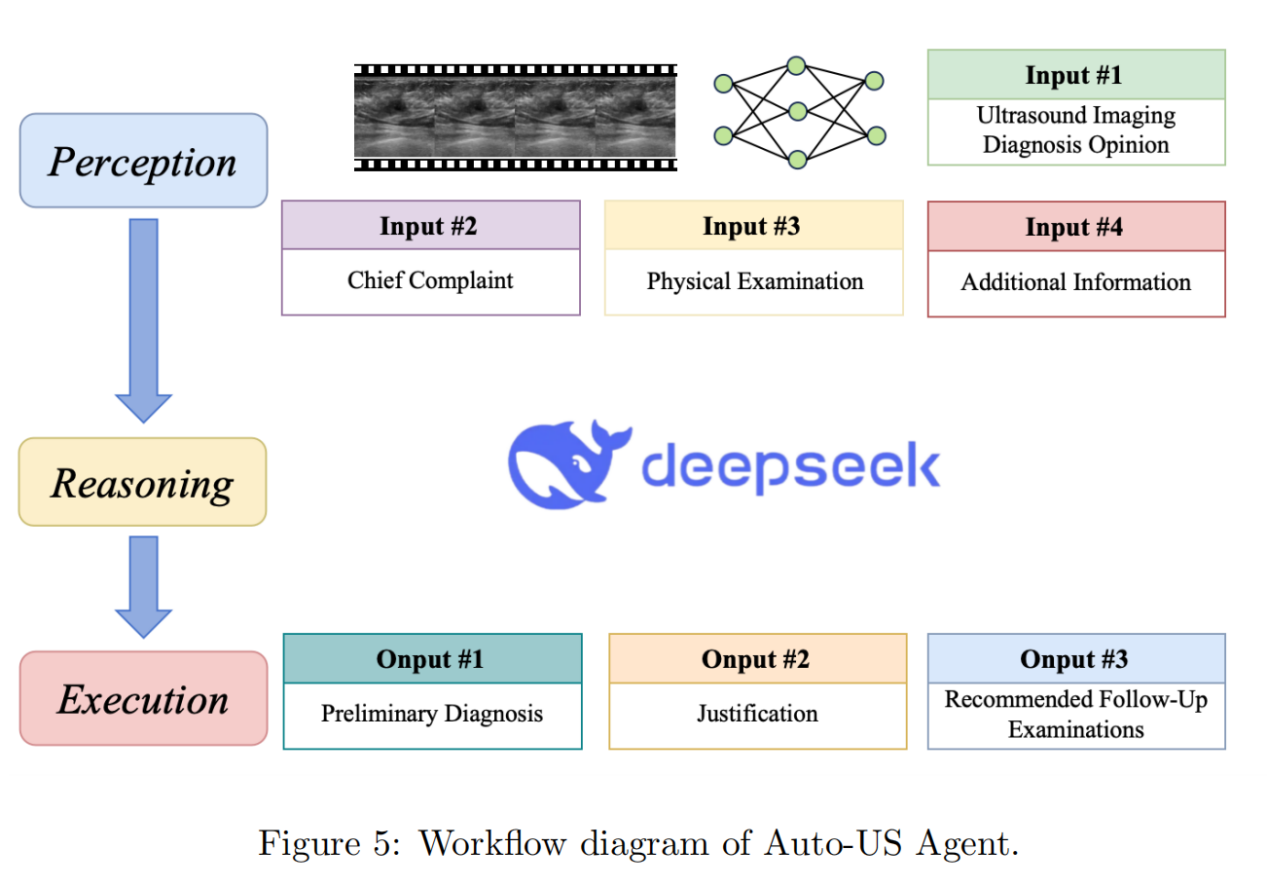 Perception
Input #1
Ultrasound Imaging
Diagnosis Opinion
Input #2
Chief Complaint
Input #3
Physical Examination
Input #4
Additional Information
Reasoning
deepseek
Execution
Onput #1
Preliminary Diagnosis
Onput #2
Justification
Onput #3
Recommended Follow-Up
Examinations
Figure 5: Workflow diagram of Auto-US Agent.